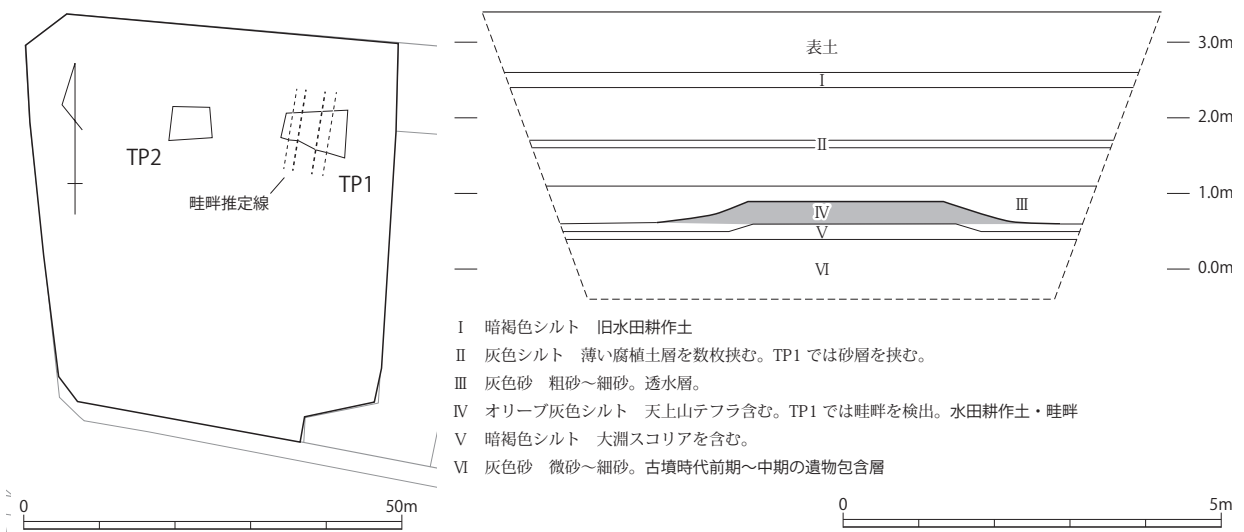 TP2
TP1
畦畔推定線
0
50m
表土
Ⅰ
Ⅱ
Ⅲ
Ⅳ
Ⅴ
Ⅵ
3.0m
2.0m
1.0m
0.0m
Ⅰ 暗褐色シルト 旧水田耕作土
Ⅱ 灰色シルト 薄い腐植土層を数枚挟む。TP1 では砂層を挟む。
Ⅲ 灰色砂 粗砂～細砂。透水層。
Ⅳ オリーブ灰色シルト 天上山テフラ含む。TP1 では畦畔を検出。水田耕作土・畦畔
Ⅴ 暗褐色シルト 大淵スコリアを含む。
Ⅵ 灰色砂 微砂～細砂。古墳時代前期～中期の遺物包含層
0
5m